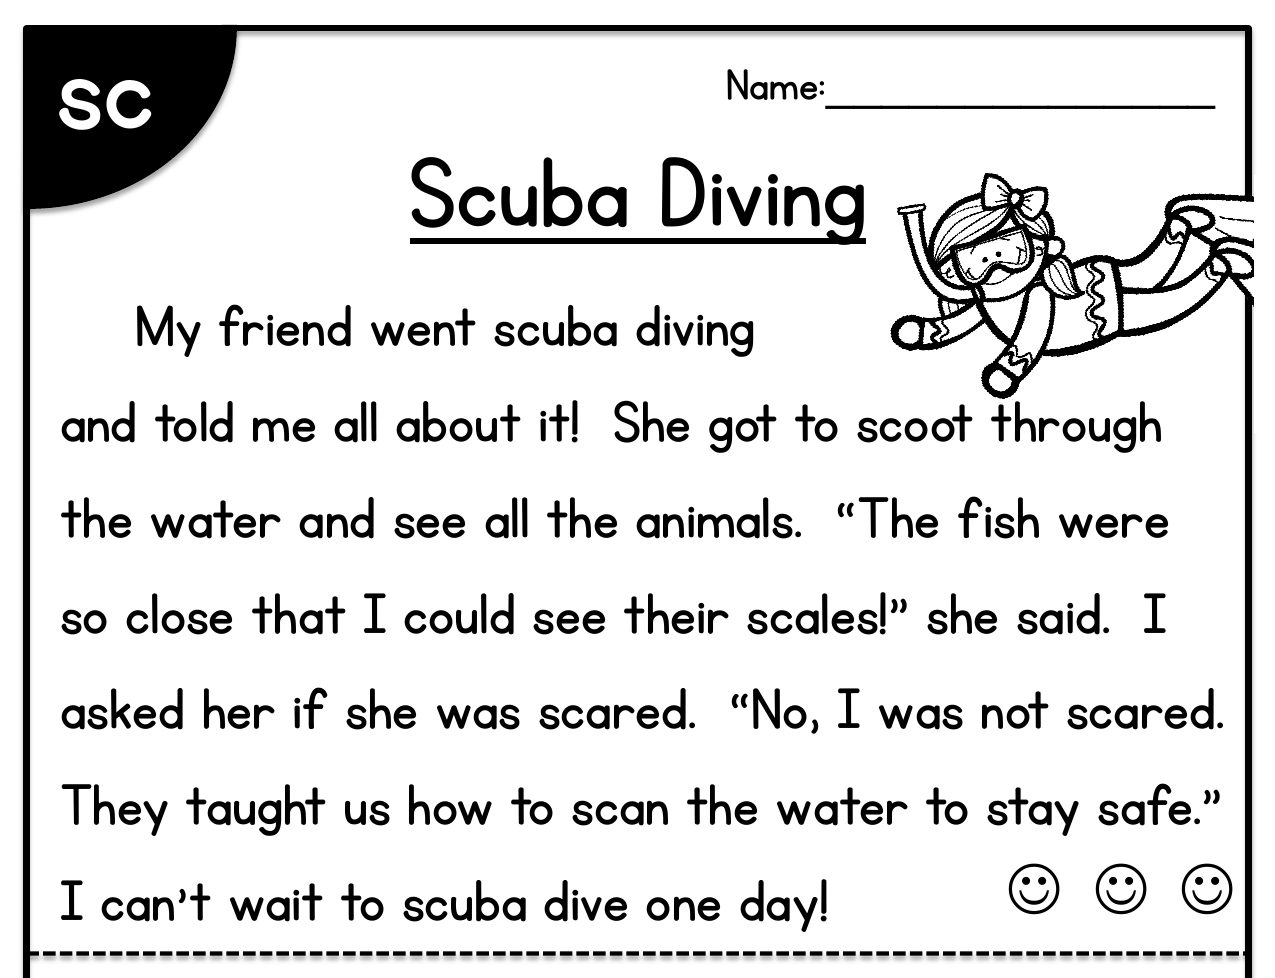 sc
Name:
Scuba Diving
My friend went scuba diving
and told me all about it! She got to scoot through
the water and see all the animals. “The fish were
so close that I could see their scales!” she said. I
asked her if she was scared. “No, I was not scared.
They taught us how to scan the water to stay safe.”
I can’t wait to scuba dive one day!